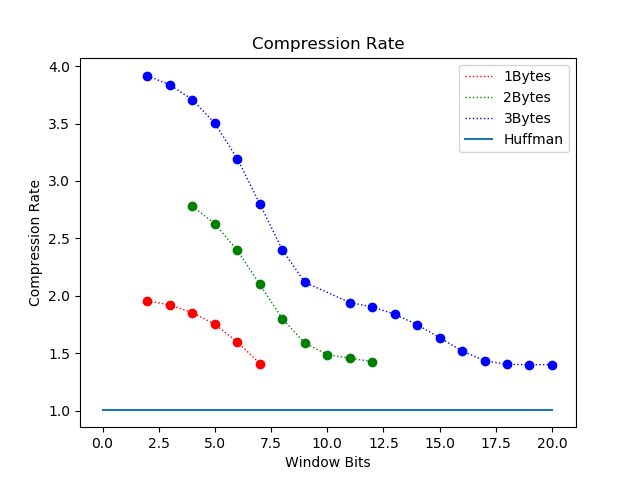 Compression Rate
4.0
3.5
3.0
2.5
2.0
1.5
1.0
Compression Rate
1Bytes
2Bytes
3Bytes
Huffman
0.0 2.5 5.0 7.5 10.0 12.5 15.0 17.5 20.0
Window Bits